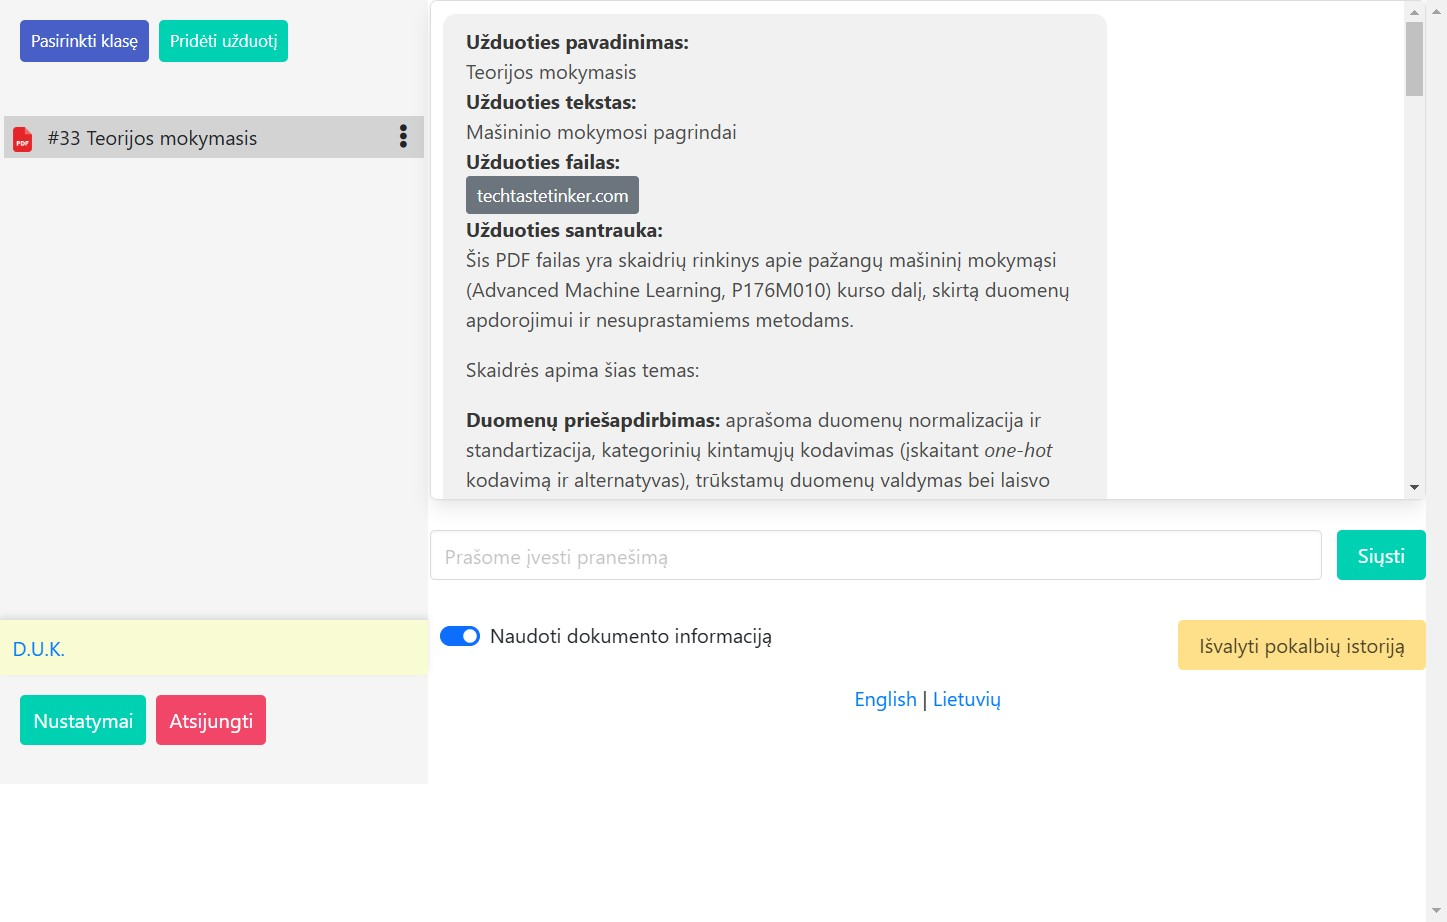 Pasirinkti klasę
Pridėti užduotį
PDF
#33 Teorijos mokymasis
Užduoties pavadinimas:
Teorijos mokymasis
Užduoties tekstas:
Mašininio mokymosi pagrindai
Užduoties failas:
techtastetinker.com
Užduoties santrauka:
Šis PDF failas yra skaidrių rinkinys apie pažangų mašininį mokymąsi
(Advanced Machine Learning, P176M010) kurso dalį, skirtą duomenų
apdorojimui ir nesuprastamiems metodams.
Skaidrės apima šias temas:
Duomenų priešapdirbimas: aprašoma duomenų normalizacija ir
standartizacija, kategorinių kintamųjų kodavimas (įskaitant one-hot
kodavimą ir alternatyvas), trūkstamų duomenų valdymas bei laisvo
Prašome įvesti pranešimą
Siųsti
Naudoti dokumento informaciją
Išvalyti pokalbių istoriją
English | Lietuvių
D.U.K.
Nustatymai
Atsijungti